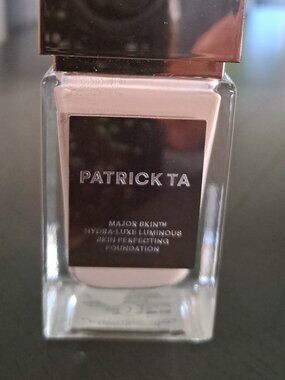 PATRICK TA
MAJOR SKIN™
HYDRA-LUXE LUMINOUS
SKIN PERFECTING
FOUNDATION